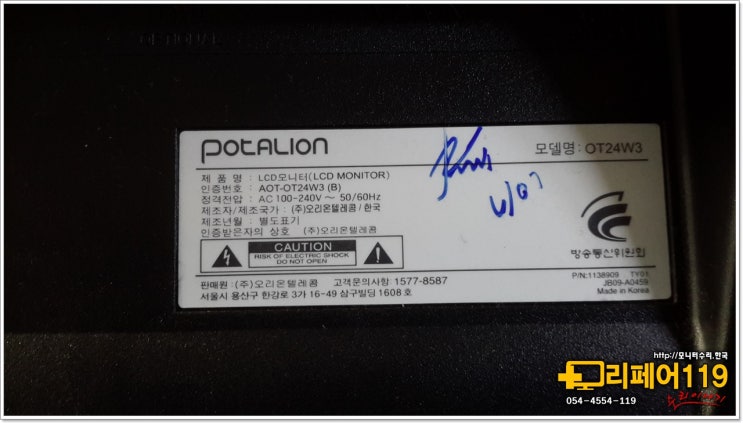 OPTIONAL
POTALION
모델명: OT24W3
제 품 명 : LCD모니터(LCD MONITOR)
인증번호 : AOT-OT24W3 (B)
정격전압 : AC 100-240V ~ 50/60Hz
제조자/제조국가 : (주)오리온텔레콤/한국
제조년월 : 별도표기
인증받은자의 상호 (주)오리온텔레콤
CAUTION
RISK OF ELECTRIC SHOCK
DO NOT OPEN
방송통신위원회
P/N:1138909 TY01
JB09-A0459
Made in Korea
판매원 : (주)오리온텔레콤 고객문의사항 1577-8587
서울시 용산구 한강로 3가 16-49 삼구빌딩 1608호
http://모니터수리.한국
리페어119
054-4554-119